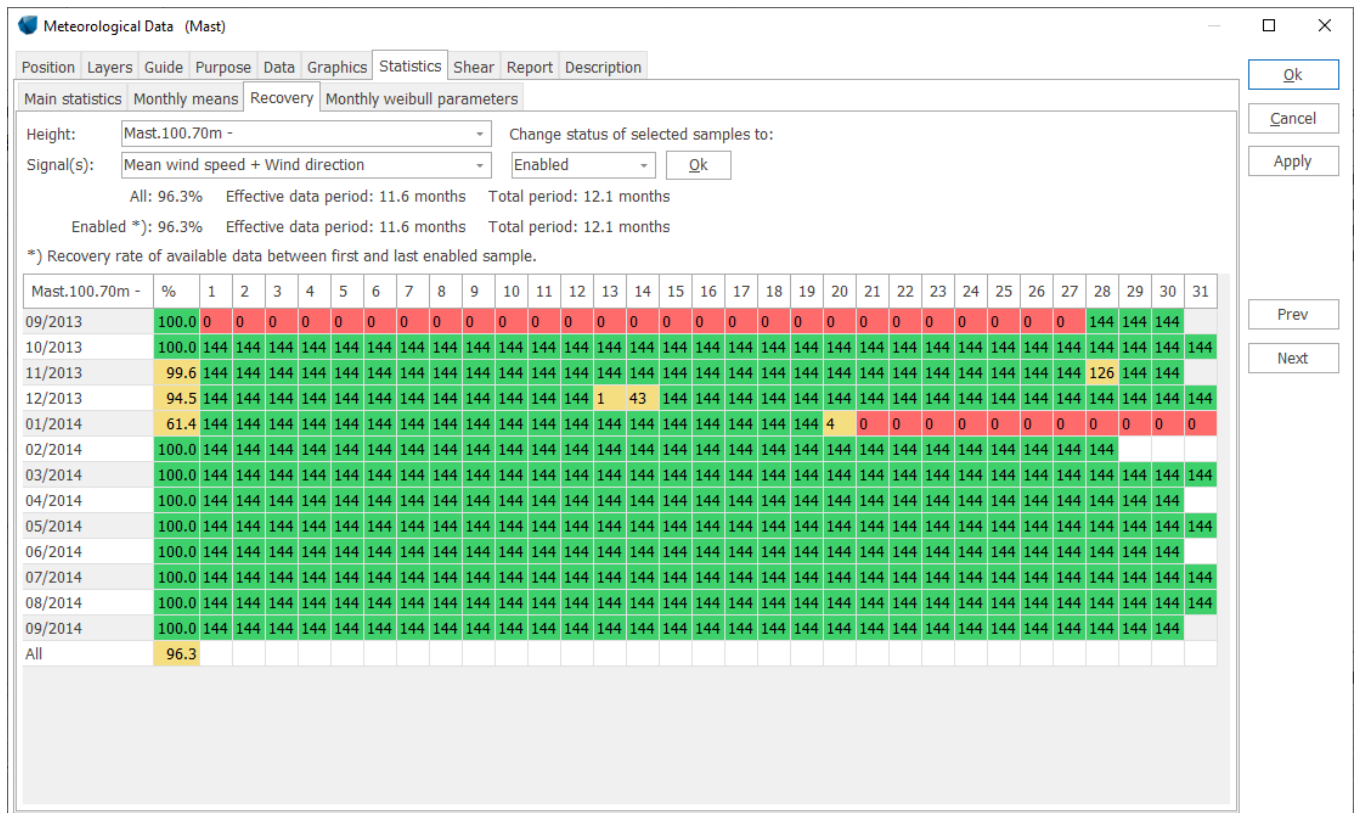 Meteorological Data (Mast)
Position Layers Guide Purpose Data Graphics Statistics Shear Report Description
Ok
Main statistics Monthly means Recovery Monthly weibull parameters
Cancel
Height: Mast.100.70m - Change status of selected samples to:
Apply
Signal(s): Mean wind speed + Wind direction Enabled Ok
All: 96.3% Effective data period: 11.6 months Total period: 12.1 months
Enabled *): 96.3% Effective data period: 11.6 months Total period: 12.1 months
*) Recovery rate of available data between first and last enabled sample.
Mast.100.70m - % 1 2 3 4 5 6 7 8 9 10 11 12 13 14 15 16 17 18 19 20 21 22 23 24 25 26 27 28 29 30 31
Prev
09/2013 100.0 0 0 0 0 0 0 0 0 0 0 0 0 0 0 0 0 0 0 0 0 0 0 0 0 0 0 0 144 144 144
10/2013 100.0 144 144 144 144 144 144 144 144 144 144 144 144 144 144 144 144 144 144 144 144 144 144 144 144 144 144 144 144 144 144 144
Next
11/2013 99.6 144 144 144 144 144 144 144 144 144 144 144 144 144 144 144 144 144 144 144 144 144 144 144 144 144 144 144 126 144 144
12/2013 94.5 144 144 144 144 144 144 144 144 144 144 144 144 1 43 144 144 144 144 144 144 144 144 144 144 144 144 144 144 144 144 144
01/2014 61.4 144 144 144 144 144 144 144 144 144 144 144 144 144 144 144 144 144 144 144 4 0 0 0 0 0 0 0 0 0 0 0
02/2014 100.0 144 144 144 144 144 144 144 144 144 144 144 144 144 144 144 144 144 144 144 144 144 144 144 144 144 144 144 144
03/2014 100.0 144 144 144 144 144 144 144 144 144 144 144 144 144 144 144 144 144 144 144 144 144 144 144 144 144 144 144 144 144 144 144
04/2014 100.0 144 144 144 144 144 144 144 144 144 144 144 144 144 144 144 144 144 144 144 144 144 144 144 144 144 144 144 144 144 144
05/2014 100.0 144 144 144 144 144 144 144 144 144 144 144 144 144 144 144 144 144 144 144 144 144 144 144 144 144 144 144 144 144 144 144
06/2014 100.0 144 144 144 144 144 144 144 144 144 144 144 144 144 144 144 144 144 144 144 144 144 144 144 144 144 144 144 144 144 144
07/2014 100.0 144 144 144 144 144 144 144 144 144 144 144 144 144 144 144 144 144 144 144 144 144 144 144 144 144 144 144 144 144 144 144
08/2014 100.0 144 144 144 144 144 144 144 144 144 144 144 144 144 144 144 144 144 144 144 144 144 144 144 144 144 144 144 144 144 144 144
09/2014 100.0 144 144 144 144 144 144 144 144 144 144 144 144 144 144 144 144 144 144 144 144 144 144 144 144 144 144 144 144 144 144
All 96.3